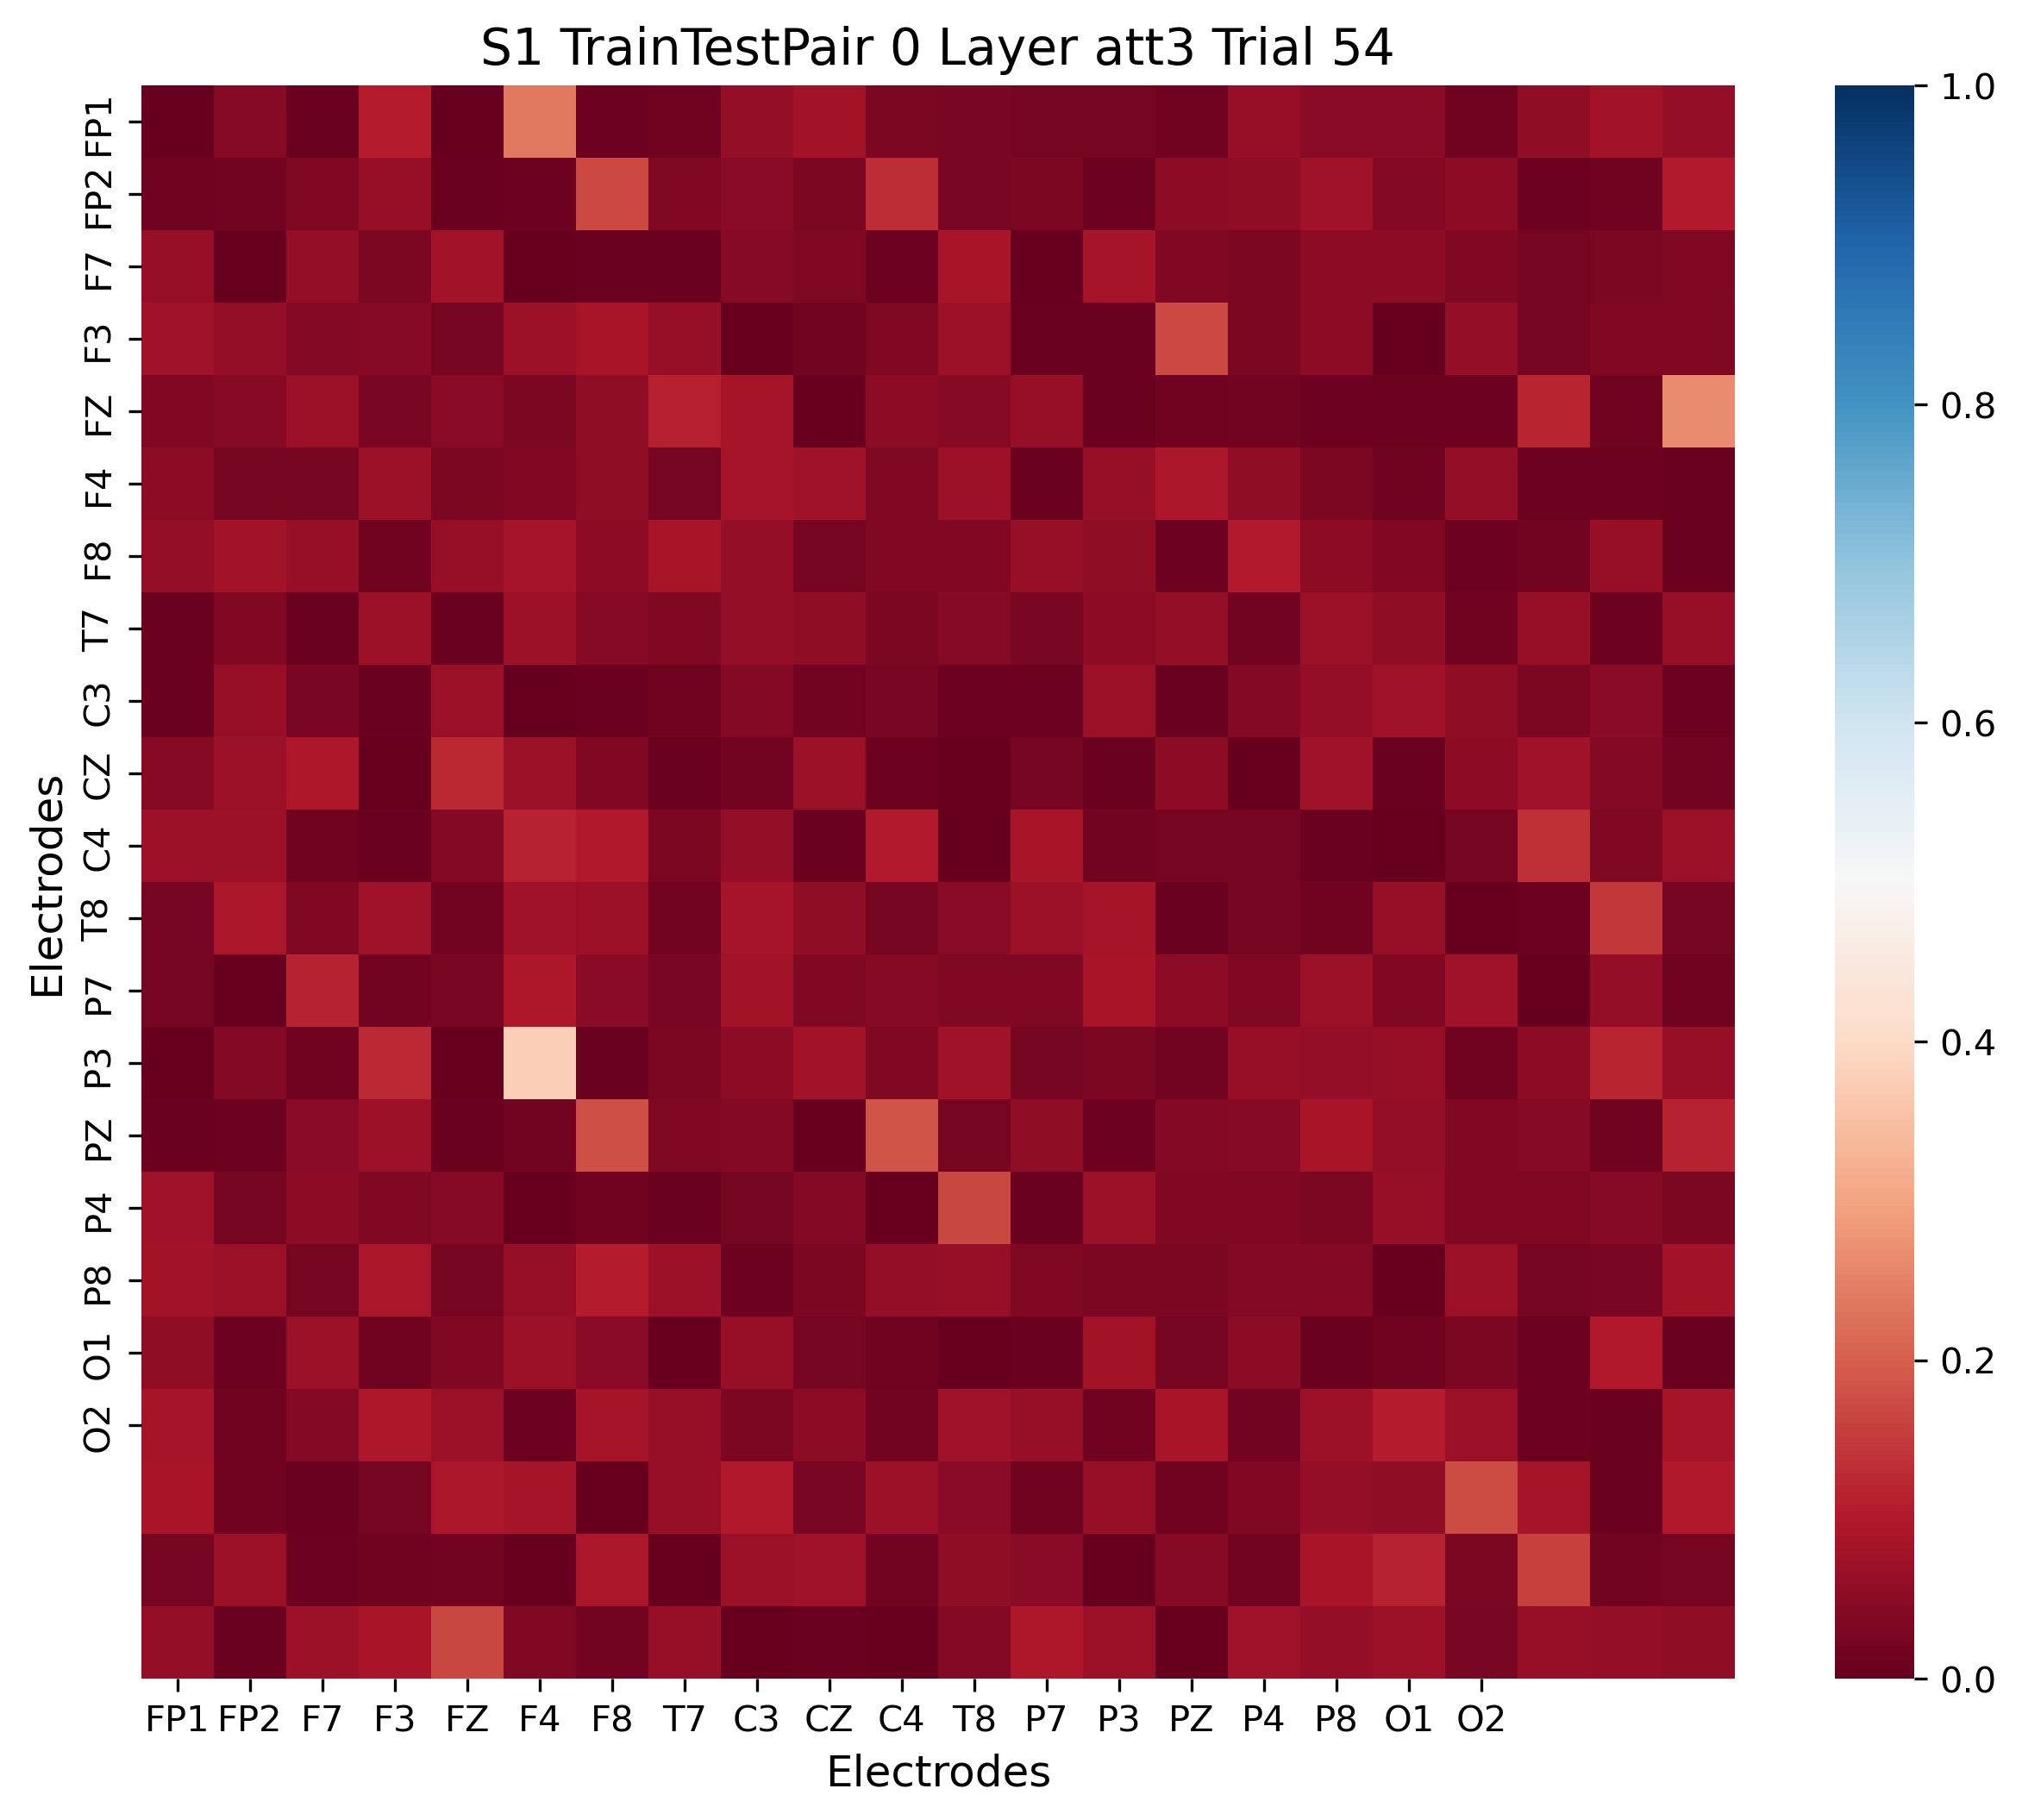 S1 TrainTestPair 0 Layer att3 Trial 54
Electrodes
FP1
FP2
F7
F3
FZ
F4
F8
T7
C3
CZ
C4
T8
P7
P3
PZ
P4
P8
O1
O2
FP1 FP2 F7 F3 FZ F4 F8 T7 C3 CZ C4 T8 P7 P3 PZ P4 P8 O1 O2
Electrodes
1.0
0.8
0.6
0.4
0.2
0.0